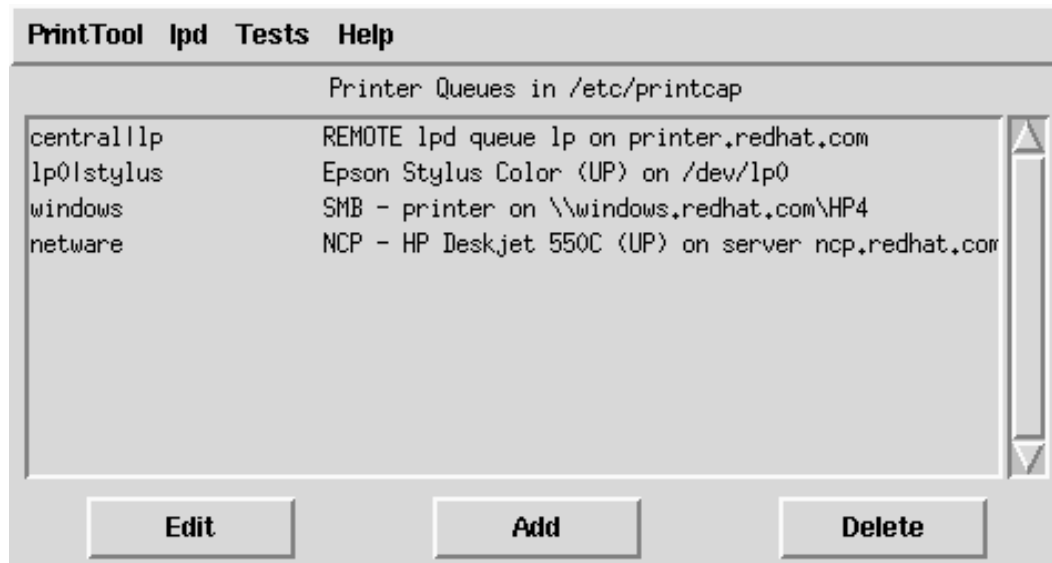 PrintTool lpd Tests Help
Printer Queues in /etc/printcap
central|lp REMOTE lpd queue lp on printer.redhat.com
lp0|stylus Epson Stylus Color (UP) on /dev/lp0
windows SMB - printer on \\windows.redhat.com\HP4
netware NCP - HP Deskjet 550C (UP) on server ncp.redhat.com
Edit Add Delete